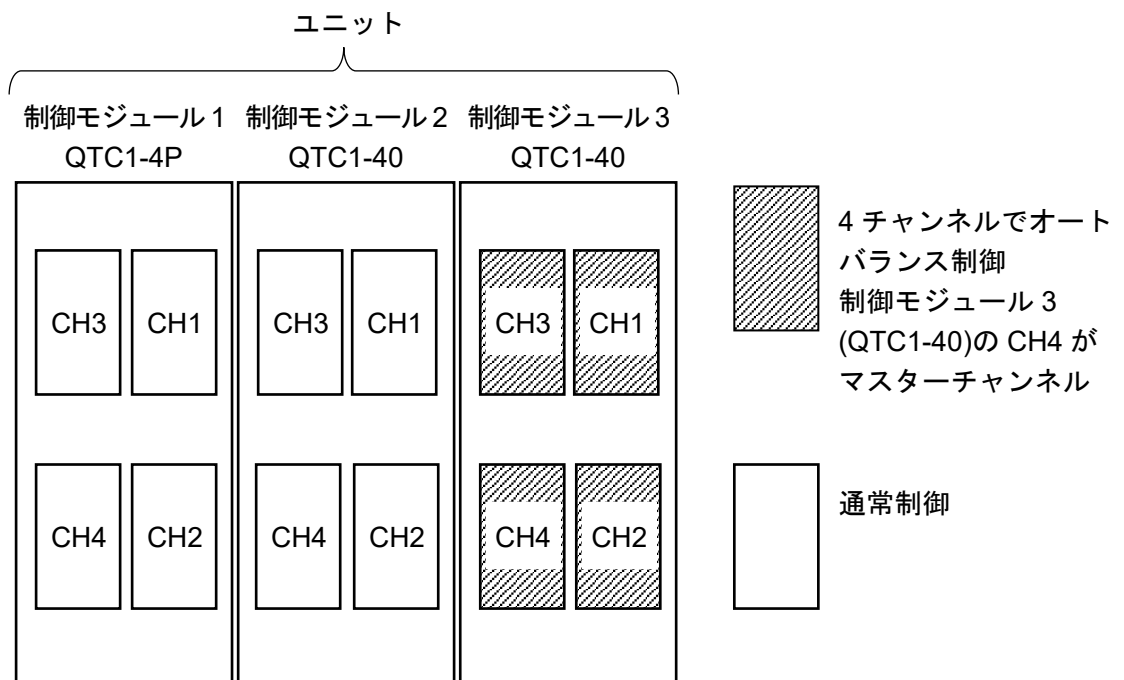 ユニット
制御モジュール 1 制御モジュール 2 制御モジュール 3
QTC1-4P QTC1-40 QTC1-40
CH3 CH1 CH3 CH1 CH3 CH1
CH4 CH2 CH4 CH2 CH4 CH2
4 チャンネルでオート
バランス制御
制御モジュール 3
(QTC1-40)の CH4 が
マスターチャンネル
通常制御